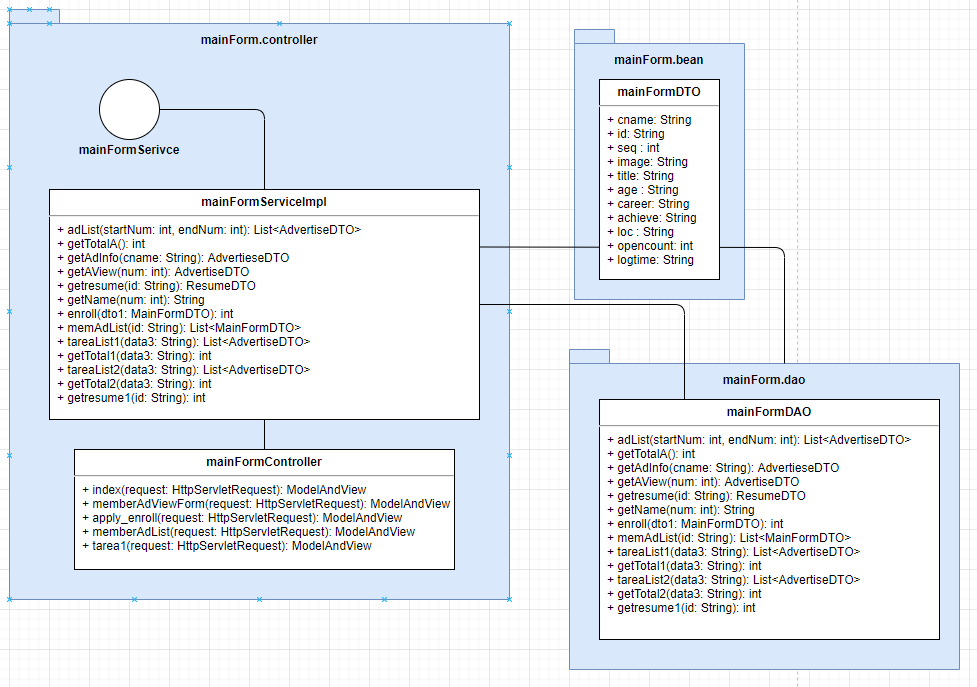 mainForm.controller
mainFormSerivce
mainFormServiceImpl
+ adList(startNum: int, endNum: int): List<AdvertiseDTO>
+ getTotalA(): int
+ getAdInfo(cname: String): AdvertieseDTO
+ getAView(num: int): AdvertiseDTO
+ getresume(id: String): ResumeDTO
+ getName(num: int): String
+ enroll(dto1: MainFormDTO): int
+ memAdList(id: String): List<MainFormDTO>
+ tareaList1(data3: String): List<AdvertiseDTO>
+ getTotal1(data3: String): int
+ tareaList2(data3: String): List<AdvertiseDTO>
+ getTotal2(data3: String): int
+ getresume1(id: String): int
mainFormController
+ index(request: HttpServletRequest): ModelAndView
+ memberAdViewForm(request: HttpServletRequest): ModelAndView
+ apply_enroll(request: HttpServletRequest): ModelAndView
+ memberAdList(request: HttpServletRequest): ModelAndView
+ tarea1(request: HttpServletRequest): ModelAndView
mainForm.bean
mainFormDTO
+ cname: String
+ id: String
+ seq : int
+ image: String
+ title: String
+ age : String
+ career: String
+ achieve: String
+ loc : String
+ opencount: int
+ logtime: String
mainForm.dao
mainFormDAO
+ adList(startNum: int, endNum: int): List<AdvertiseDTO>
+ getTotalA(): int
+ getAdInfo(cname: String): AdvertieseDTO
+ getAView(num: int): AdvertiseDTO
+ getresume(id: String): ResumeDTO
+ getName(num: int): String
+ enroll(dto1: MainFormDTO): int
+ memAdList(id: String): List<MainFormDTO>
+ tareaList1(data3: String): List<AdvertiseDTO>
+ getTotal1(data3: String): int
+ tareaList2(data3: String): List<AdvertiseDTO>
+ getTotal2(data3: String): int
+ getresume1(id: String): int